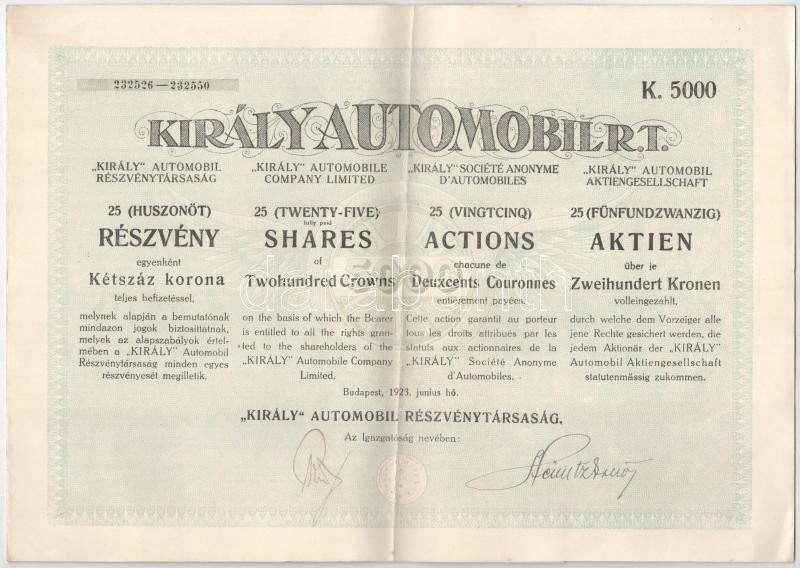 232526—232550
K. 5000
KIRÁLY AUTOMOBIL R.T.
„KIRÁLY" AUTOMOBIL
RÉSZVÉNYTÁRSASÁG
25 (HUSZONÖT)
RÉSZVÉNY
egyenként
Kétszáz korona
teljes befizetéssel,
melynek alapján a bemutatónak
mindazon jogok biztosíttatnak,
melyek az alapszabályok értel-
mében a „KIRÁLY" Automobil
Részvénytársaság minden egyes
részvényesét megilletik.
„KIRÁLY" AUTOMOBILE
COMPANY LIMITED
25 (TWENTY-FIVE)
fully paid
SHARES
of
Twohundred Crowns
on the basis of which the Bearer
is entitled to all the rights gran-
ted to the shareholders of the
„KIRÁLY" Automobile Company
Limited.
„KIRÁLY" SOCIÉTÉ ANONYME
D'AUTOMOBILES
25 (VINGTCINQ)
ACTIONS
chacune de
Deuxcents Couronnes
entièrement payées.
Cette action garantit au porteur
tous les droits attribués par les
statuts aux actionnaires de la
„KIRÁLY" Société Anonyme
d'Automobiles.
„KIRÁLY" AUTOMOBIL
AKTIENGESELLSCHAFT
25 (FÜNFUNDZWANZIG)
AKTIEN
über je
Zweihundert Kronen
volleingezahlt,
durch welche dem Vorzeiger alle
jene Rechte gesichert werden, die
jedem Aktionär der „KIRÁLY"
Automobil Aktiengesellschaft
statutenmässig zukommen.
5000
darabanth
Budapest, 1923. junius hó.
„KIRÁLY" AUTOMOBIL RÉSZVÉNYTÁRSASÁG.
Az Igazgatóság nevében: